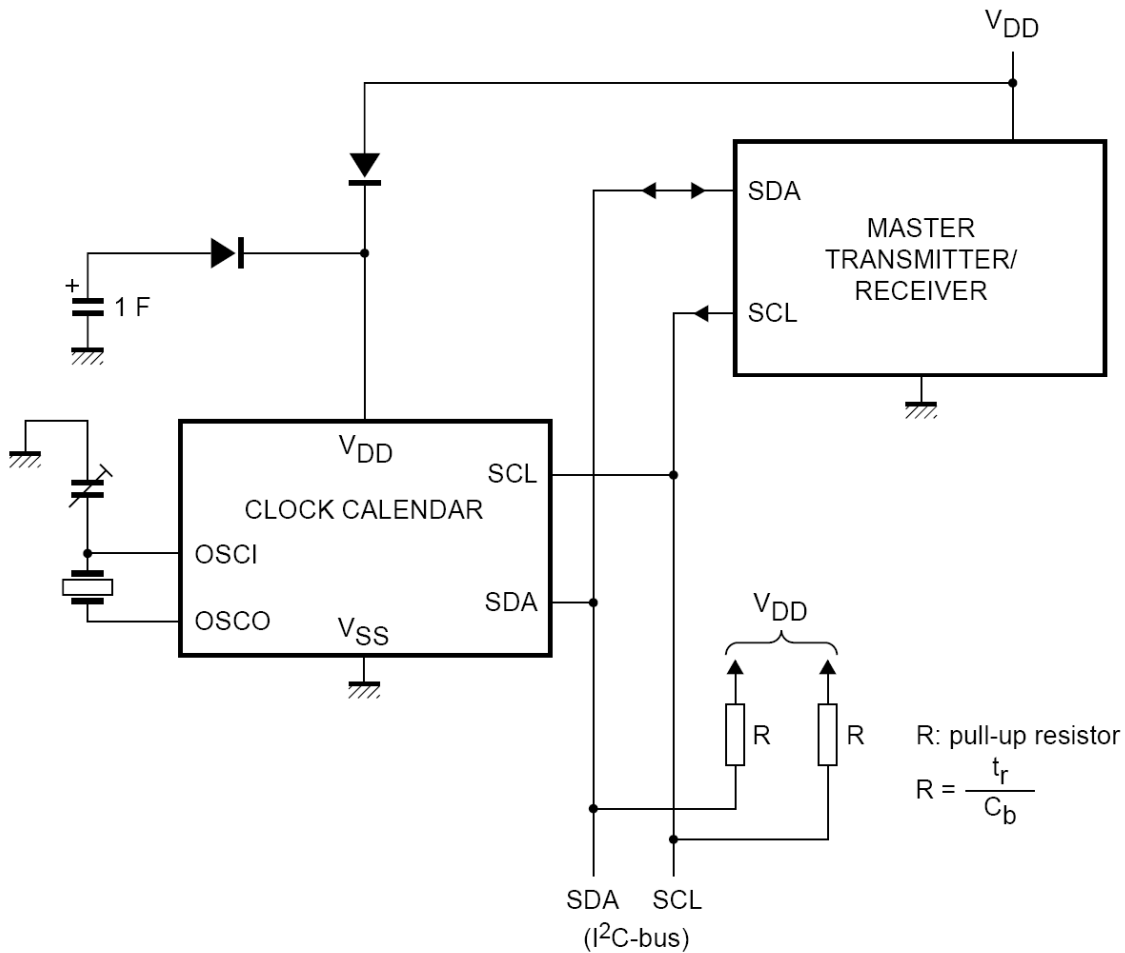 VDD
SDA
MASTER
TRANSMITTER/
RECEIVER
SCL
+
1 F
VDD
SCL
CLOCK CALENDAR
OSCI
SDA
OSCO
VSS
VDD
R
R
R: pull-up resistor
R = tr/Cb
SDA SCL
(I²C-bus)